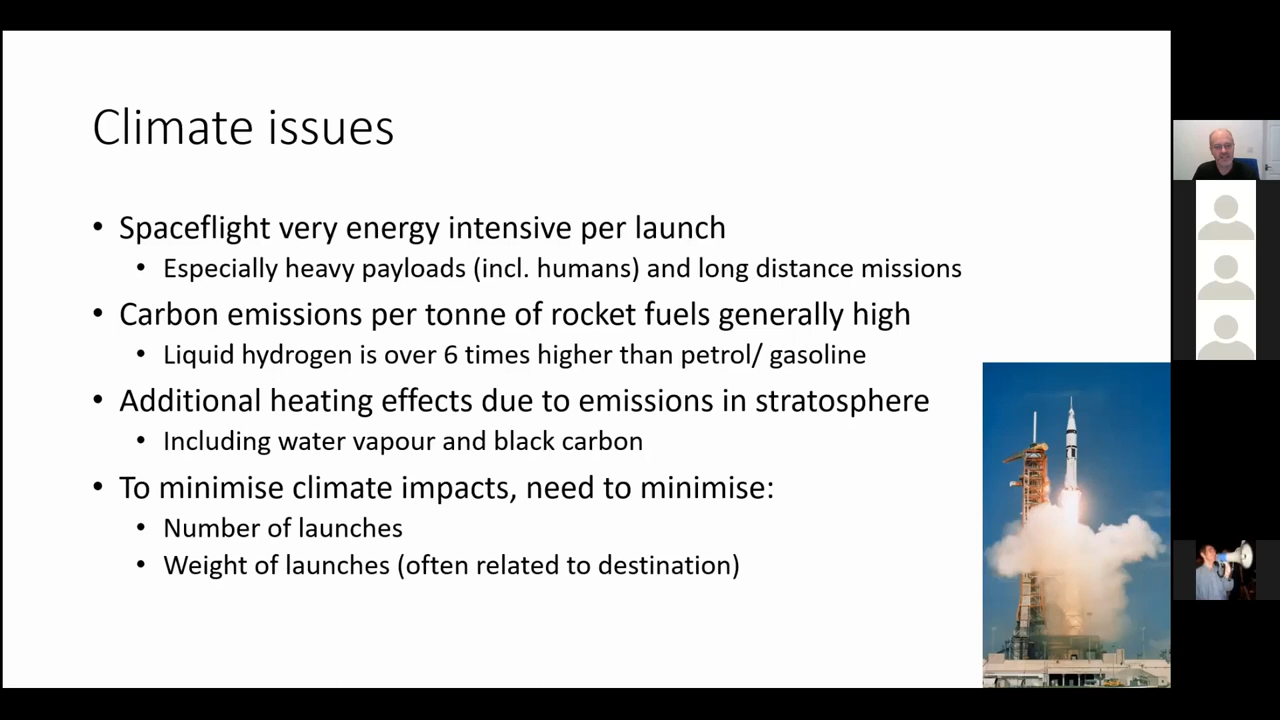 Climate issues
• Spaceflight very energy intensive per launch
• Especially heavy payloads (incl. humans) and long distance missions
• Carbon emissions per tonne of rocket fuels generally high
• Liquid hydrogen is over 6 times higher than petrol/ gasoline
• Additional heating effects due to emissions in stratosphere
• Including water vapour and black carbon
• To minimise climate impacts, need to minimise:
• Number of launches
• Weight of launches (often related to destination)